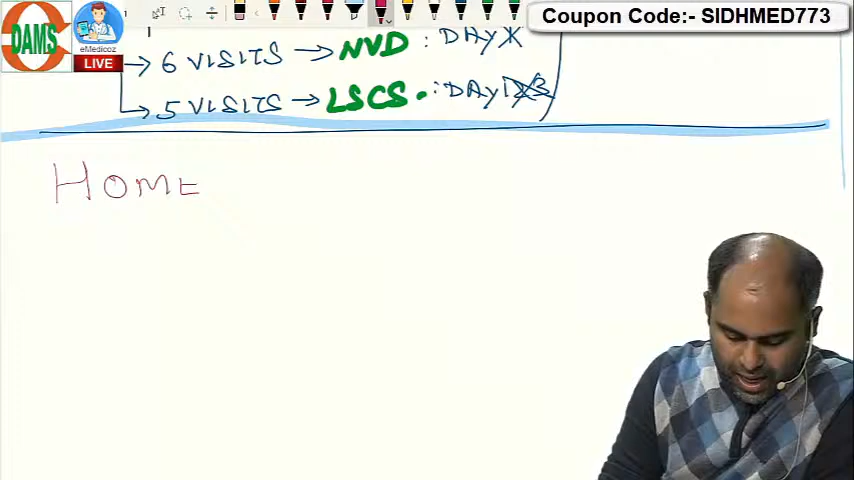 Coupon Code:- SIDHMED773
DAMS
eMedicoz
LIVE
→ 6 VISITS → NVD : DAY
→ 5 VISITS → LSCS. : DAY
HOME